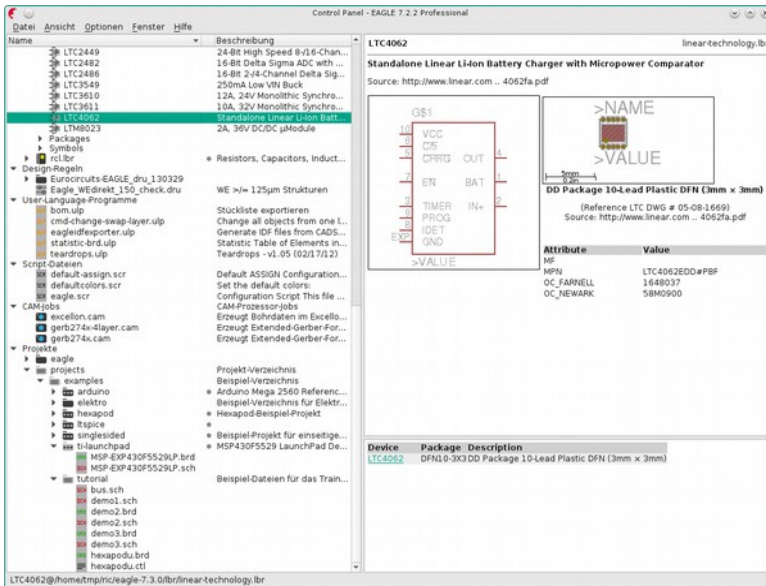 Control Panel - EAGLE 7.2.2 Professional
Datei Ansicht Optionen Fenster Hilfe
Name Beschreibung
LTC2449 24-Bit High Speed 8-/16-Chan...
LTC2482 16-Bit Delta Sigma ADC with ...
LTC2486 16-Bit 2-/4-Channel Delta Sig...
LTC3549 250mA Low VIN Buck
LTC3610 12A, 24V Monolithic Synchro...
LTC3611 10A, 32V Monolithic Synchro...
LTC4062 Standalone Linear Li-Ion Batt...
LTM8023 2A, 36V DC/DC µModule
Packages
Symbols
rcl.lbr Resistors, Capacitors, Induct...
Design-Regeln
Eurocircuits-EAGLE_dru_130329
Eagle_WEdirekt_150_check.dru WE >/= 125µm Strukturen
User-Language-Programme
bom.ulp Stückliste exportieren
cmd-change-swap-layer.ulp Change all objects from one l...
eagleidfexporter.ulp Generate IDF files from CADS...
statistic-brd.ulp Statistic Table of Elements in...
teardrops.ulp Teardrops - v1.05 (02/17/12)
Script-Dateien
default-assign.scr Default ASSIGN Configuration...
defaultcolors.scr Set the default colors:
eagle.scr Configuration Script This file ...
CAM-Jobs CAM-Prozessor-Jobs
excellon.cam Erzeugt Bohrdaten im Excello...
gerb274x-4layer.cam Erzeugt Extended-Gerber-For...
gerb274x.cam Erzeugt Extended-Gerber-For...
Projekte
eagle
projects Projekt-Verzeichnis
examples Beispiel-Verzeichnis
arduino Arduino Mega 2560 Referenc...
elektro Beispiel-Verzeichnis für Elektr...
hexapod Hexapod-Beispiel-Projekt
ltspice
singlesided Beispiel-Projekt für einseitige...
ti-launchpad MSP430F5529 LaunchPad De...
MSP-EXP430F5529LP.brd
MSP-EXP430F5529LP.sch
tutorial Beispiel-Dateien für das Train...
bus.sch
demo1.sch
demo2.brd
demo2.sch
demo3.brd
demo3.sch
hexapodu.brd
hexapodu.ctl
LTC4062 linear-technology.lbr
Standalone Linear Li-Ion Battery Charger with Micropower Comparator
Source: http://www.linear.com .. 4062fa.pdf
G$1
10 VCC
8 C/5
5 CHRG OUT 4
7 EN BAT 1
2 TIMER IN+
9 PROG
IDET
EXP GND
>VALUE
>NAME
>VALUE
5mm
0.2in
DD Package 10-Lead Plastic DFN (3mm × 3mm)
(Reference LTC DWG # 05-08-1669)
Source: http://www.linear.com .. 4062fa.pdf
Attribute Value
MF
MPN LTC4062EDD#PBF
OC_FARNELL 1648037
OC_NEWARK 58M0900
Device Package Description
LTC4062 DFN10-3X3 DD Package 10-Lead Plastic DFN (3mm × 3mm)
LTC4062@/home/tmp/ric/eagle-7.3.0/lbr/linear-technology.lbr